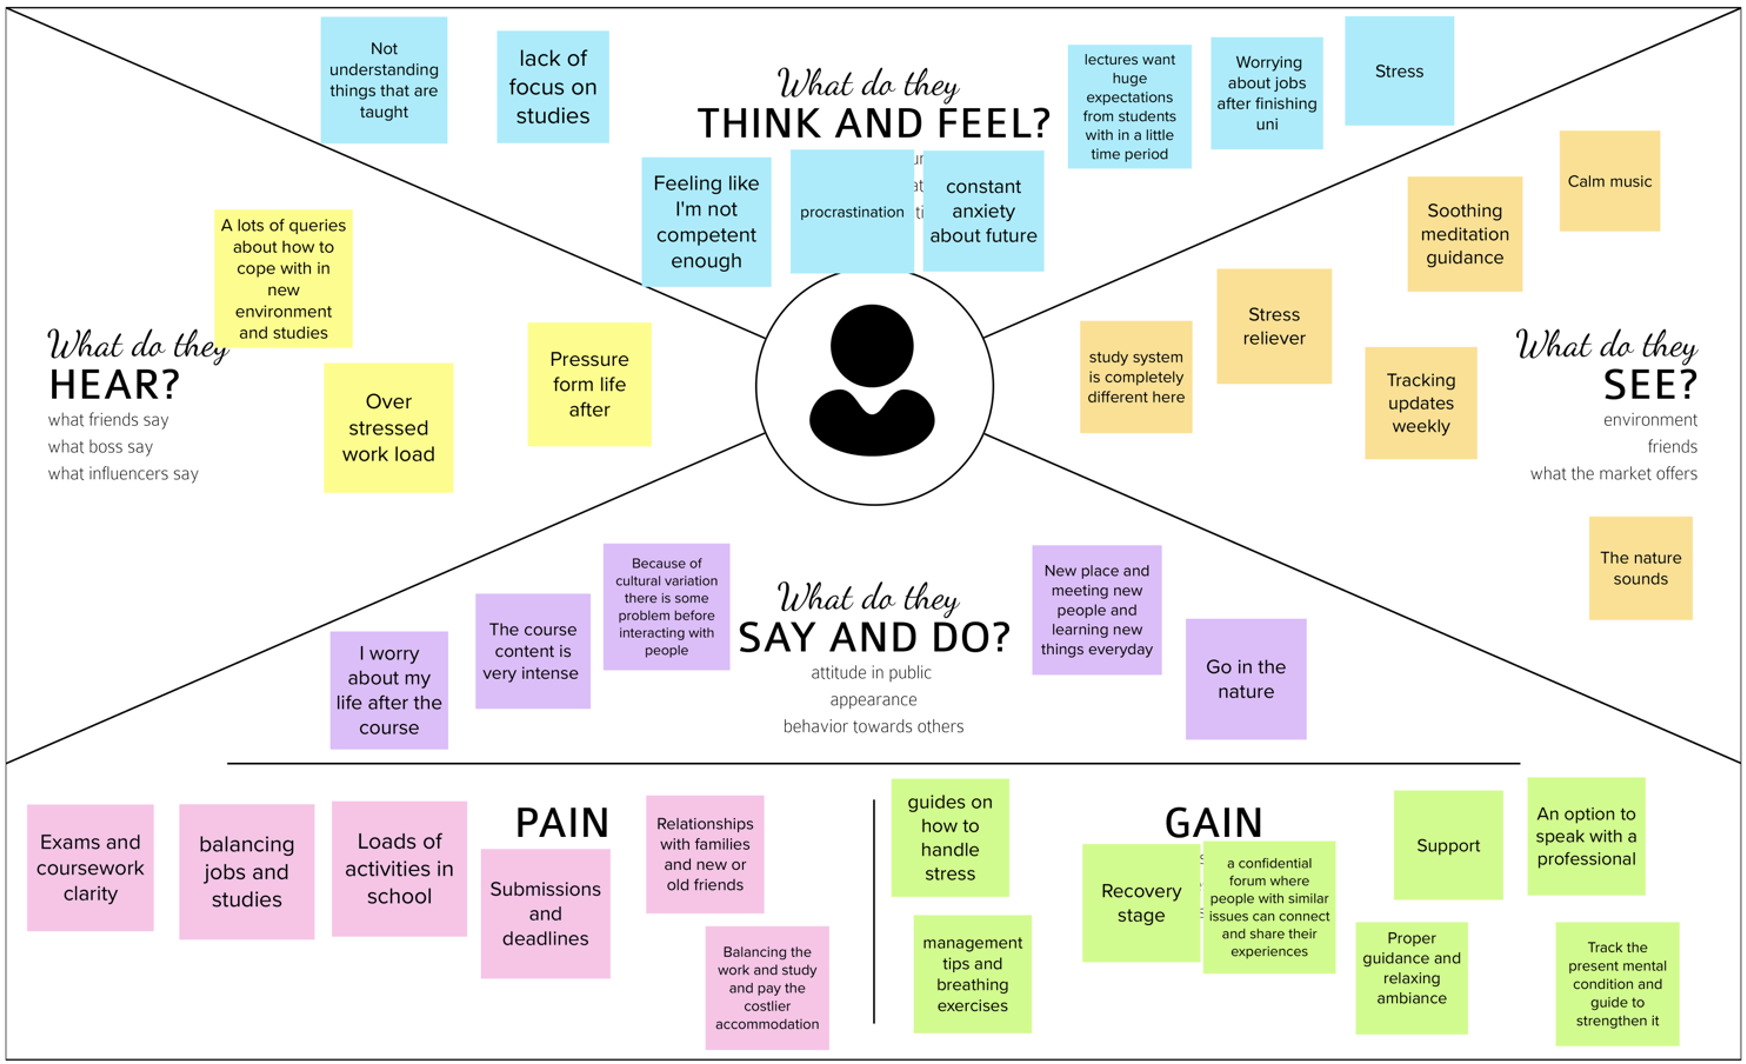 Not
understanding
things that are
taught
lack of
focus on
studies
What do they
THINK AND FEEL?
Feeling like
I'm not
competent
enough
procrastination
constant
anxiety
about future
lectures want
huge
expectations
from students
with in a little
time period
Worrying
about jobs
after finishing
uni
Stress
A lots of queries
about how to
cope with in
new
environment
and studies
What do they
HEAR?
what friends say
what boss say
what influencers say
Over
stressed
work load
Pressure
form life
after
Calm music
Soothing
meditation
guidance
Stress
reliever
study system
is completely
different here
Tracking
updates
weekly
What do they
SEE?
environment
friends
what the market offers
The nature
sounds
I worry
about my
life after the
course
The course
content is
very intense
Because of
cultural variation
there is some
problem before
interacting with
people
What do they
SAY AND DO?
attitude in public
appearance
behavior towards others
New place and
meeting new
people and
learning new
things everyday
Go in the
nature
PAIN
Exams and
coursework
clarity
balancing
jobs and
studies
Loads of
activities in
school
Submissions
and
deadlines
Relationships
with families
and new or
old friends
Balancing the
work and study
and pay the
costlier
accommodation
GAIN
guides on
how to
handle
stress
management
tips and
breathing
exercises
Recovery
stage
a confidential
forum where
people with similar
issues can connect
and share their
experiences
Support
An option to
speak with a
professional
Proper
guidance and
relaxing
ambiance
Track the
present mental
condition and
guide to
strengthen it